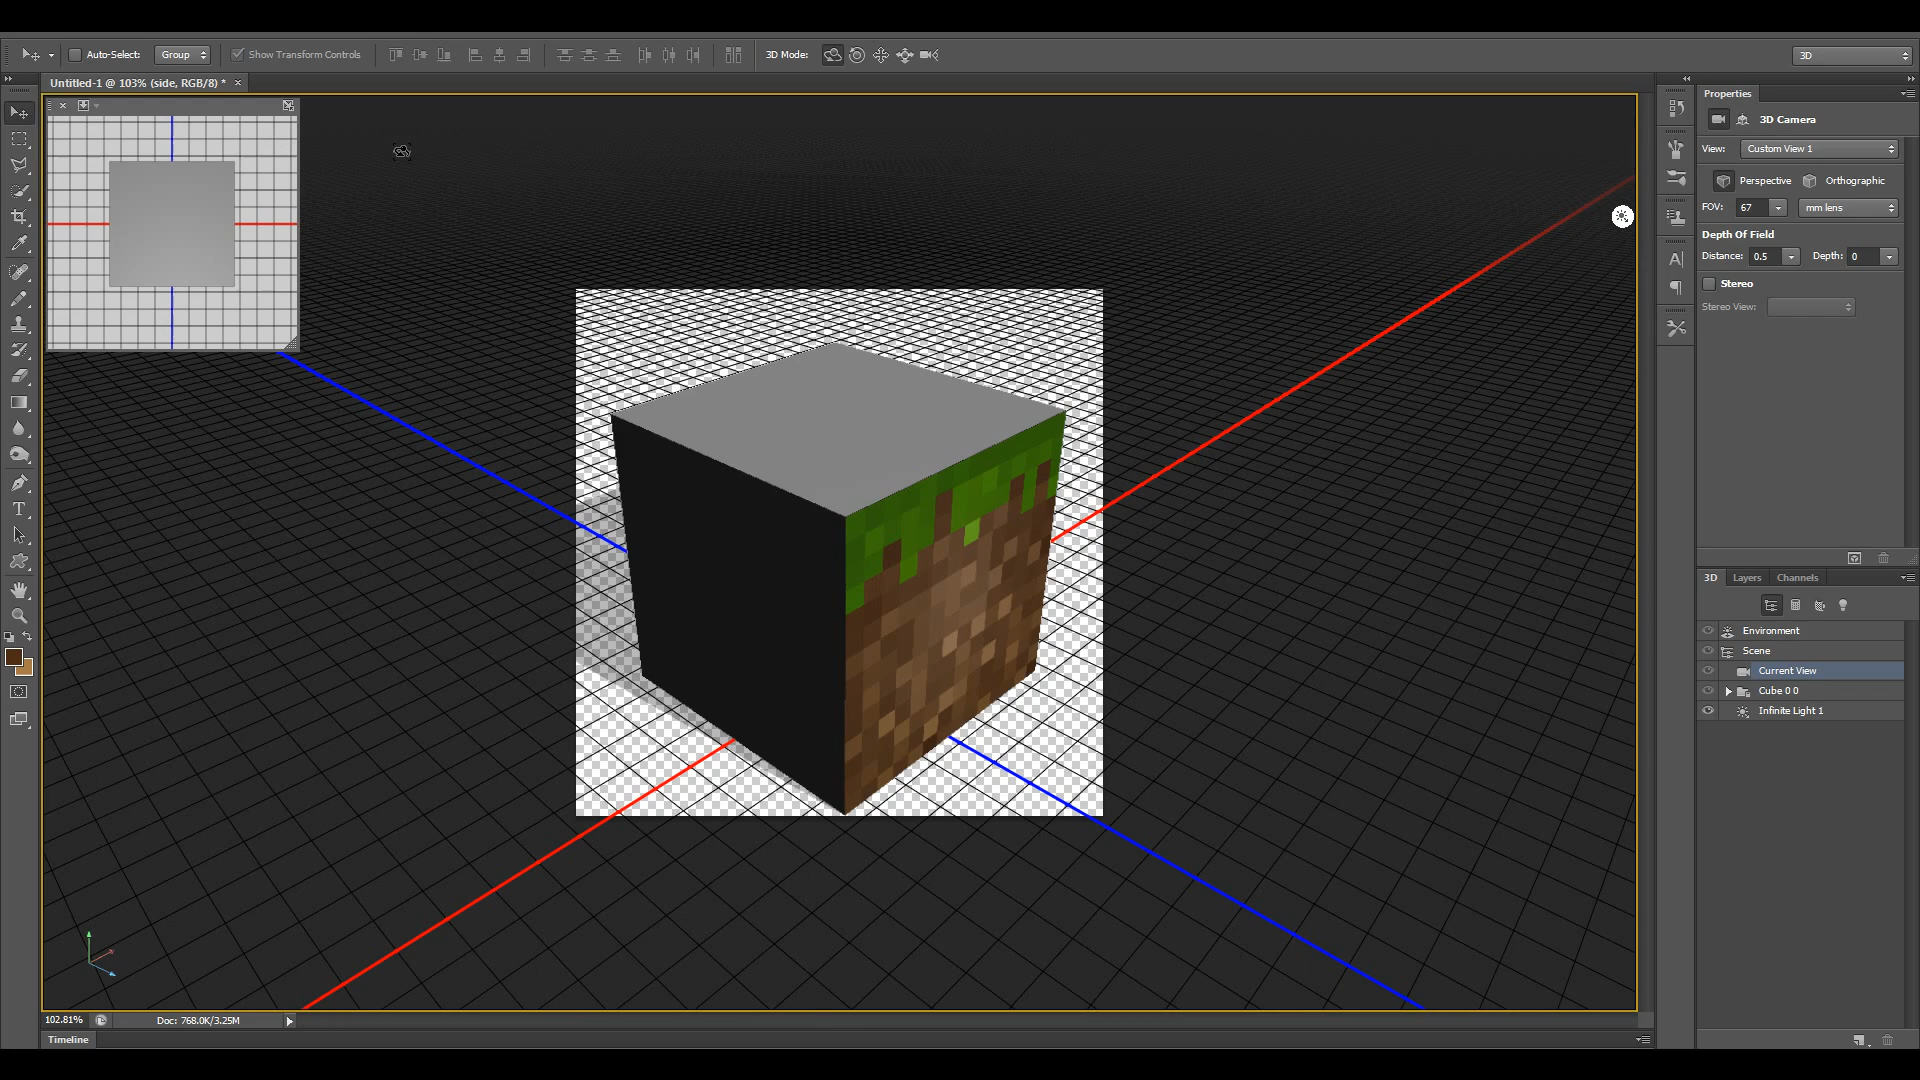 Auto-Select:
Group
Show Transform Controls
3D Mode:
3D
Untitled-1 @ 103% (side, RGB/8) *
Properties
3D Camera
View:
Custom View 1
Perspective
Orthographic
FOV:
67
mm lens
Depth Of Field
Distance:
0.5
Depth:
0
Stereo
Stereo View:
3D
Layers
Channels
Environment
Scene
Current View
Cube 0 0
Infinite Light 1
102.81%
Doc: 768.0K/3.25M
Timeline